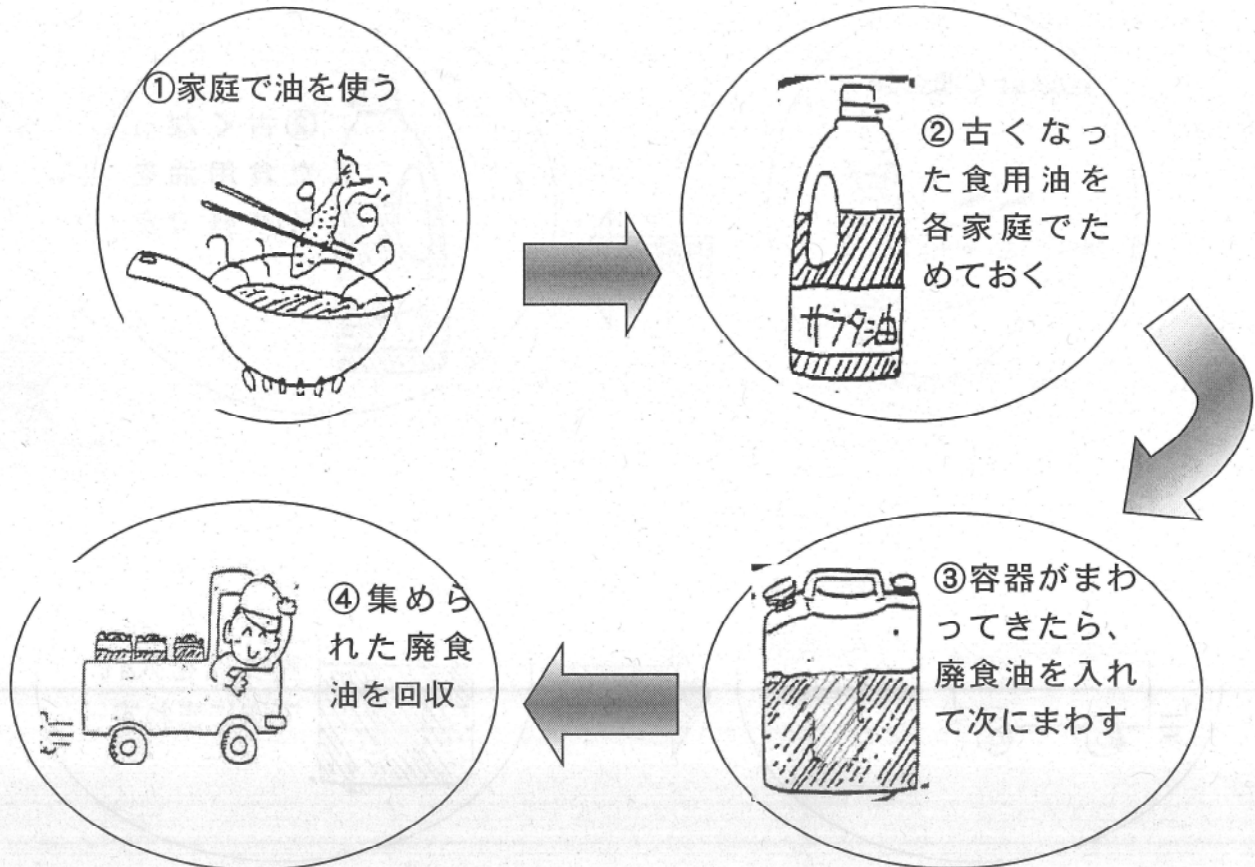 ①家庭で油を使う
②古くなっ
た食用油を
各家庭でた
めておく
サラダ油
③容器がまわ
ってきたら、
廃食油を入れ
て次にまわす
④集めら
れた廃食
油を回収